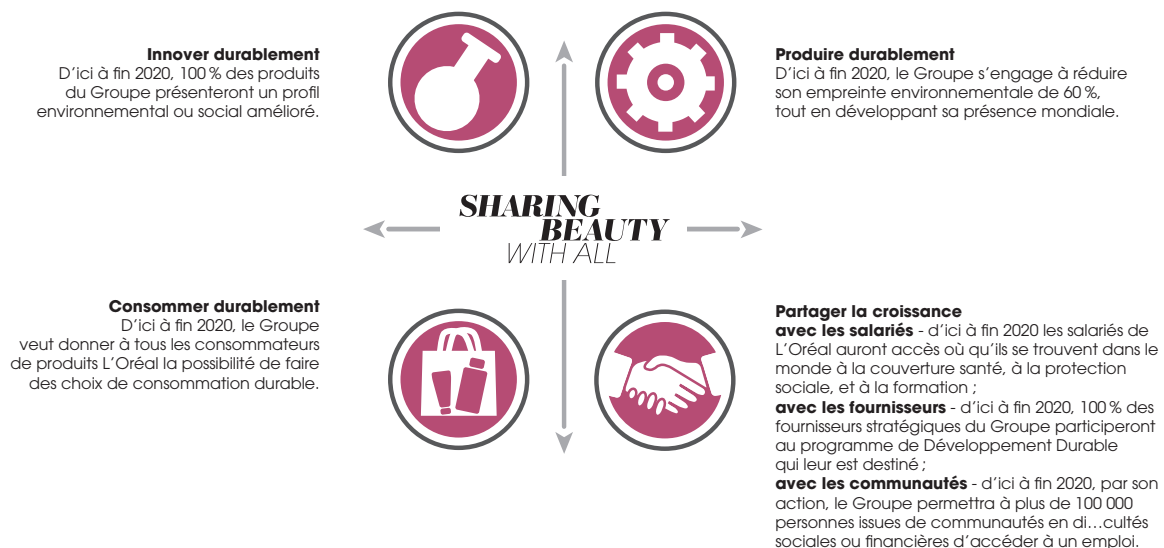 Innover durablement
D'ici à fin 2020, 100 % des produits
du Groupe présenteront un profil
environnemental ou social amélioré.
Produire durablement
D'ici à fin 2020, le Groupe s'engage à réduire
son empreinte environnementale de 60 %,
tout en développant sa présence mondiale.
SHARING
BEAUTY
WITH ALL
Consommer durablement
D'ici à fin 2020, le Groupe
veut donner à tous les consommateurs
de produits L'Oréal la possibilité de faire
des choix de consommation durable.
Partager la croissance
avec les salariés - d'ici à fin 2020 les salariés de
L'Oréal auront accès où qu'ils se trouvent dans le
monde à la couverture santé, à la protection
sociale, et à la formation ;
avec les fournisseurs - d'ici à fin 2020, 100 % des
fournisseurs stratégiques du Groupe participeront
au programme de Développement Durable
qui leur est destiné ;
avec les communautés - d'ici à fin 2020, par son
action, le Groupe permettra à plus de 100 000
personnes issues de communautés en di…cultés
sociales ou financières d'accéder à un emploi.